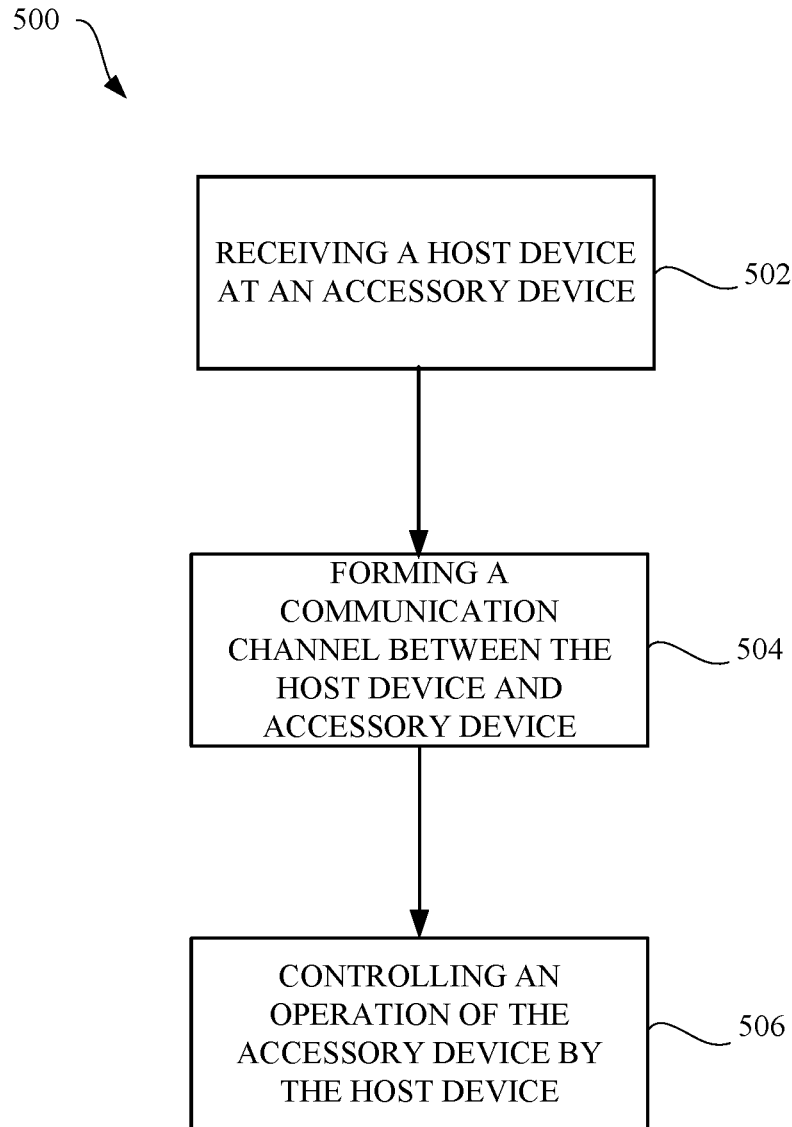 500
RECEIVING A HOST DEVICE
AT AN ACCESSORY DEVICE
502
FORMING A
COMMUNICATION
CHANNEL BETWEEN THE
HOST DEVICE AND
ACCESSORY DEVICE
504
CONTROLLING AN
OPERATION OF THE
ACCESSORY DEVICE BY
THE HOST DEVICE
506